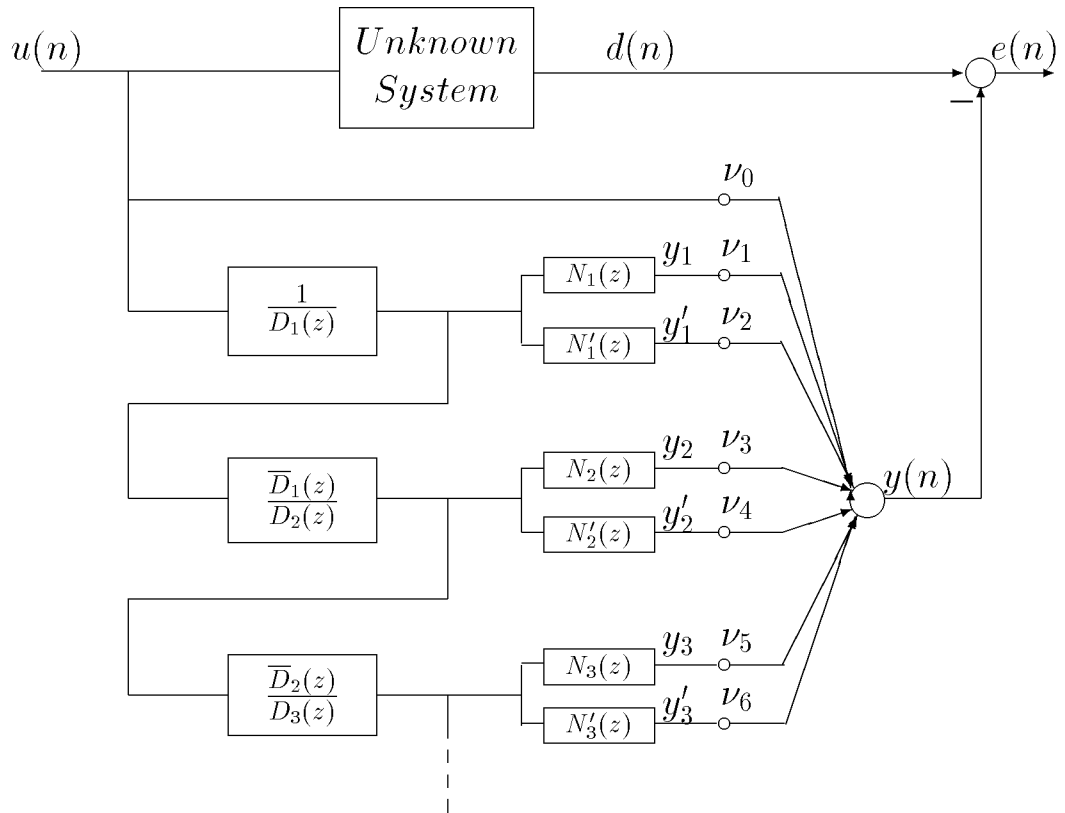 u(n)
Unknown
System
d(n)
e(n)
−
ν₀
1
D₁(z)
N₁(z)
y₁
ν₁
N′₁(z)
y′₁
ν₂
D̅₁(z)
D₂(z)
N₂(z)
y₂
ν₃
N′₂(z)
y′₂
ν₄
y(n)
D̅₂(z)
D₃(z)
N₃(z)
y₃
ν₅
N′₃(z)
y′₃
ν₆